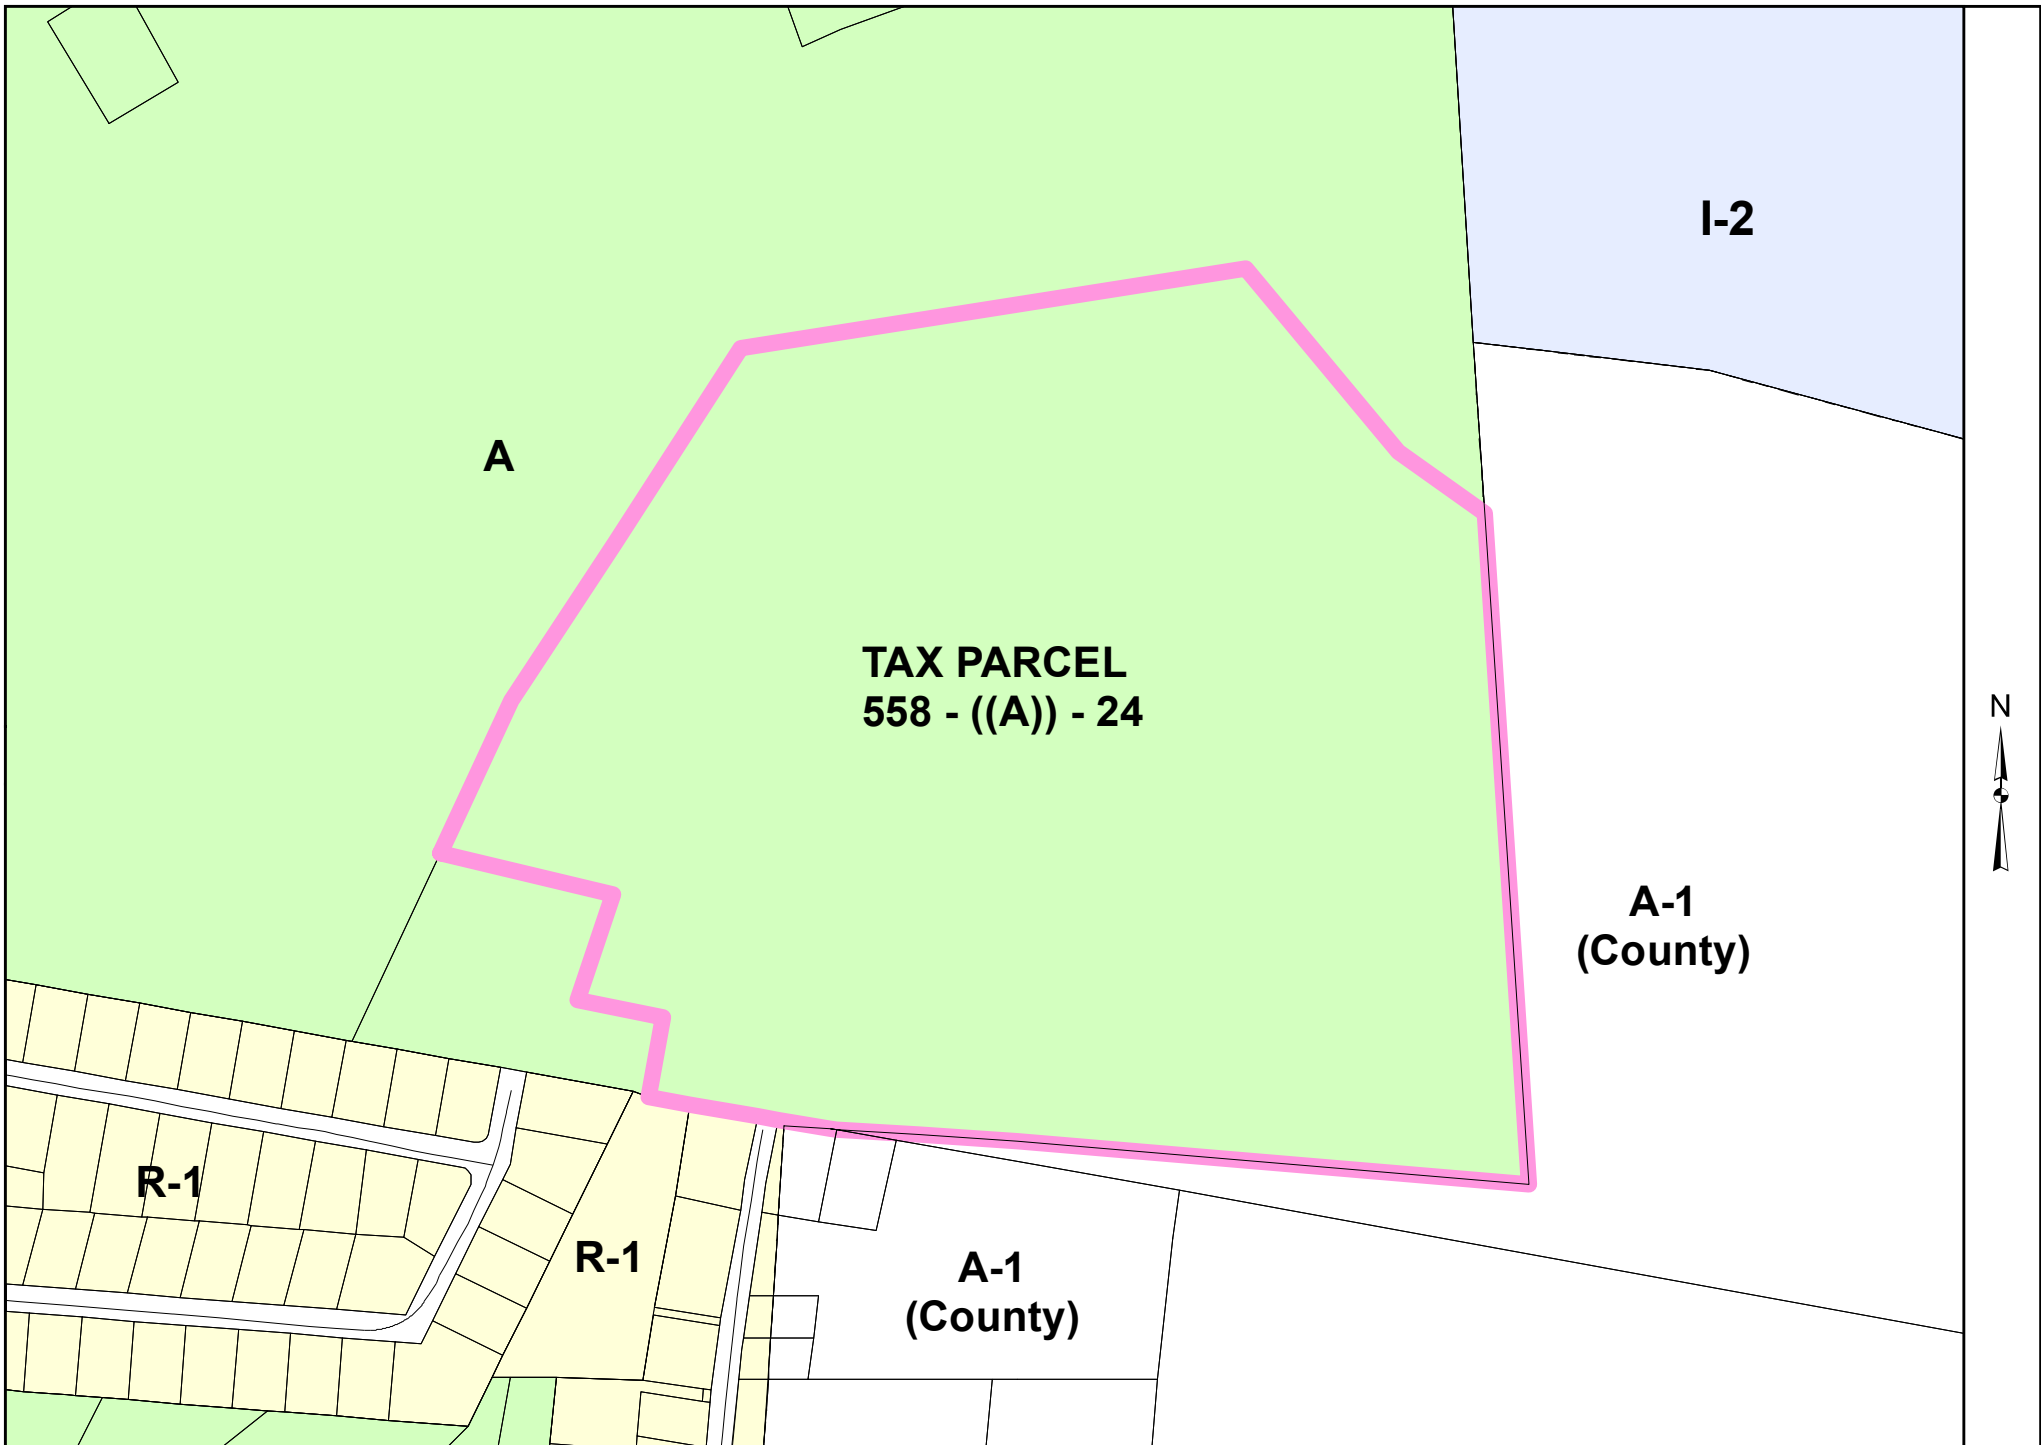 I-2
A
TAX PARCEL
558 - ((A)) - 24
N
A-1
(County)
R-1
R-1
A-1
(County)